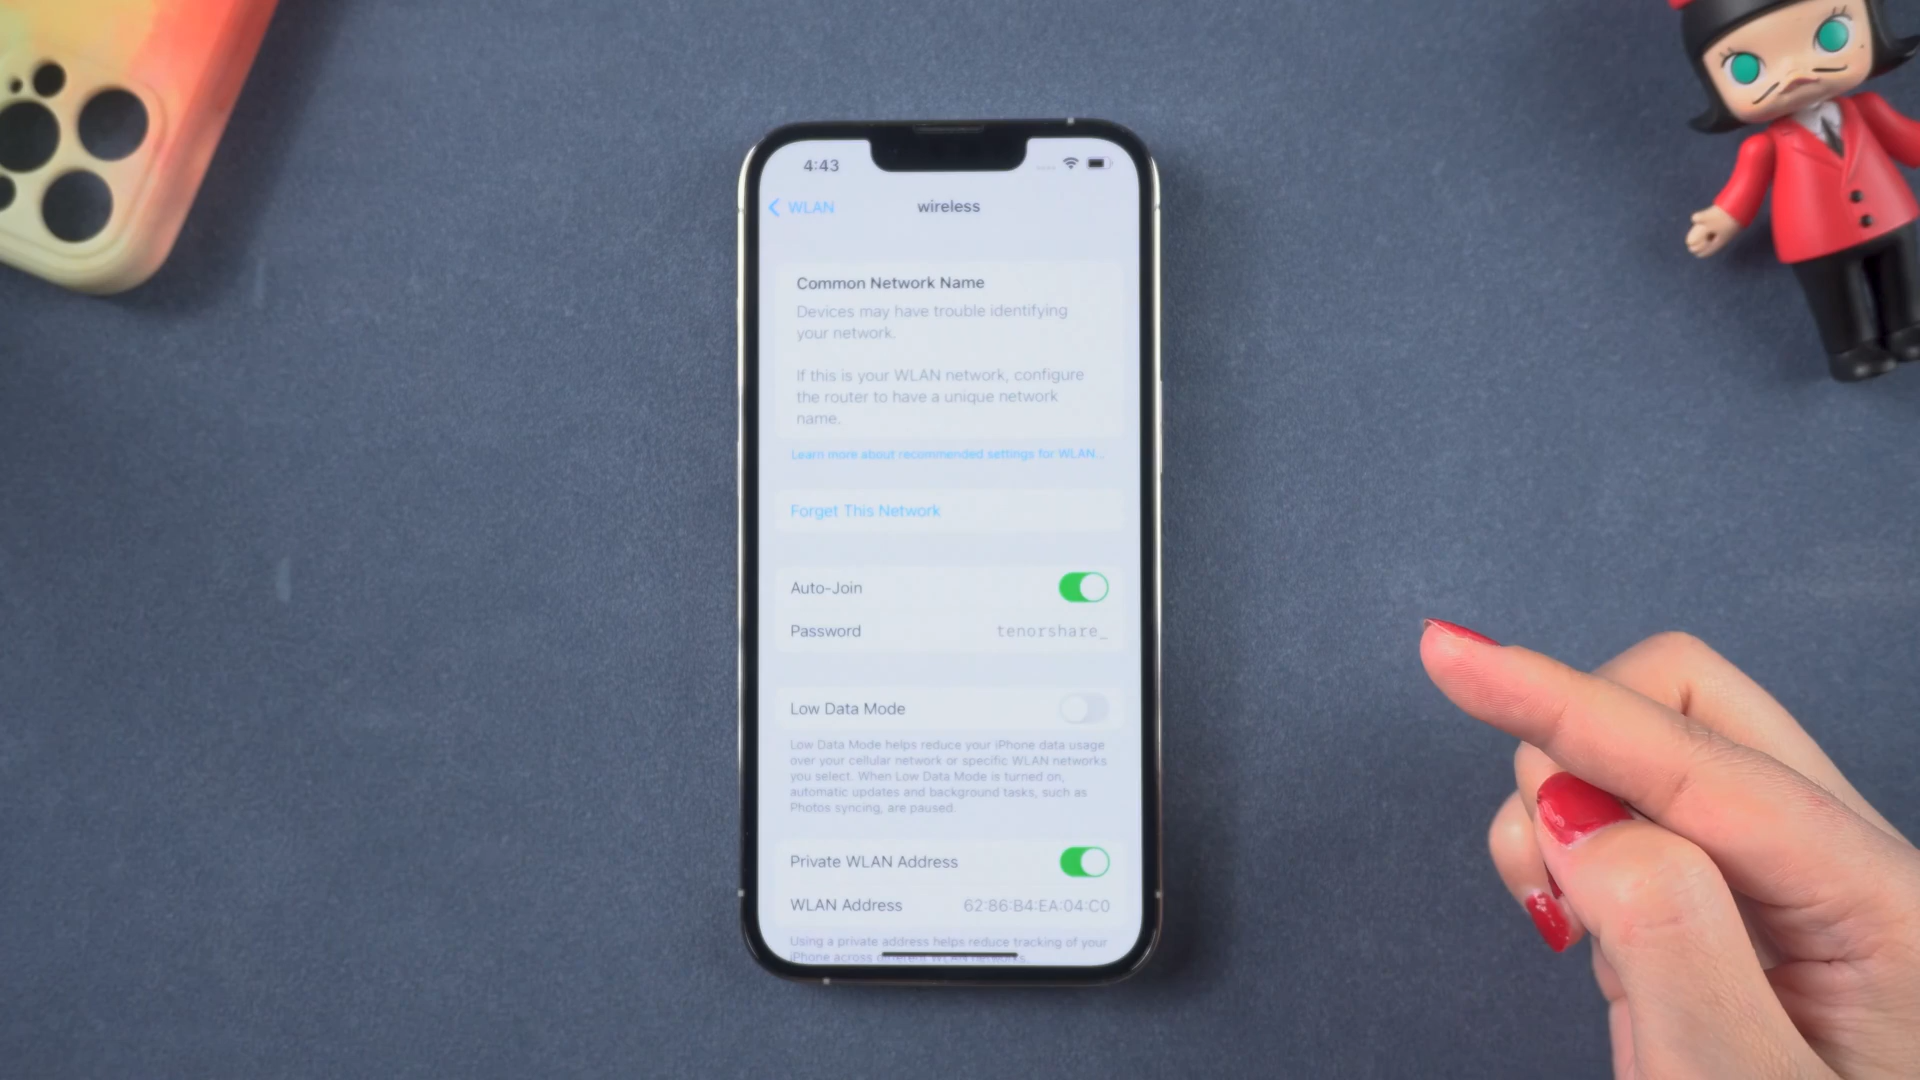 4:43
WLAN
wireless
Common Network Name
Devices may have trouble identifying
your network.
If this is your WLAN network, configure
the router to have a unique network
name.
Learn more about recommended settings for WLAN...
Forget This Network
Auto-Join
Password tenorshare_
Low Data Mode
Low Data Mode helps reduce your iPhone data usage
over your cellular network or specific WLAN networks
you select. When Low Data Mode is turned on,
automatic updates and background tasks, such as
Photos syncing, are paused.
Private WLAN Address
WLAN Address 62:86:B4:EA:04:C0
Using a private address helps reduce tracking of your
iPhone across different WLAN networks.